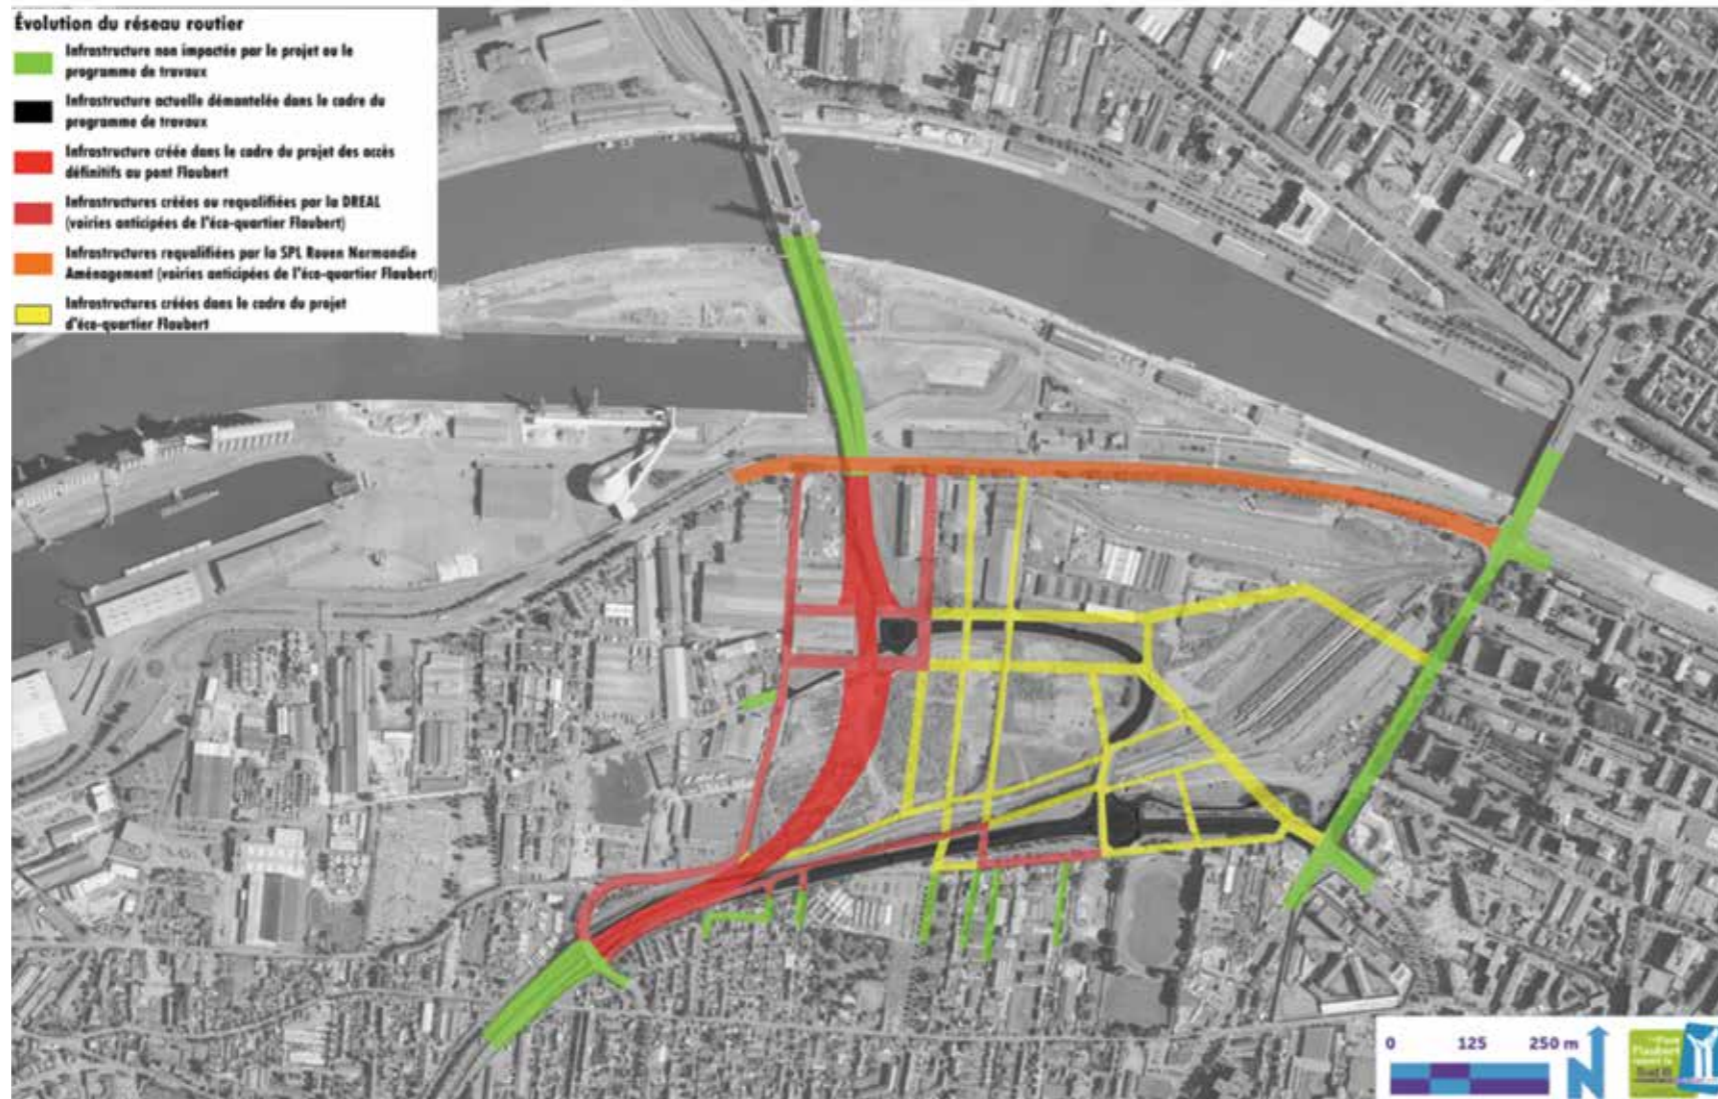 Évolution du réseau routier
Infrastructure non impactée par le projet ou le
programme de travaux
Infrastructure actuelle démantelée dans le cadre du
programme de travaux
Infrastructure créée dans le cadre du projet des accès
définitifs au pont Flaubert
Infrastructures créées ou requalifiées par la DREAL
(voiries anticipées de l'éco-quartier Flaubert)
Infrastructures requalifiées par la SPL Rouen Normandie
Aménagement (voiries anticipées de l'éco-quartier Flaubert)
Infrastructures créées dans le cadre du projet
d'éco-quartier Flaubert
0 125 250 m
N
Pont
Flaubert
Sud III